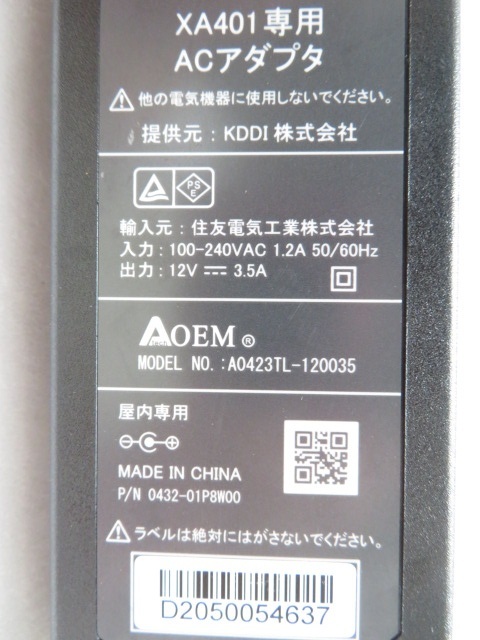 XA401専用
ACアダプタ
他の電気機器に使用しないでください。
提供元：KDDI 株式会社
PS
E
輸入元：住友電気工業株式会社
入力：100-240VAC 1.2A 50/60Hz
出力：12V ⎓ 3.5A
AOEM ®
MODEL NO.:A0423TL-120035
屋内専用
MADE IN CHINA
P/N 0432-01P8W00
ラベルは絶対にはがさないでください。
D2050054637